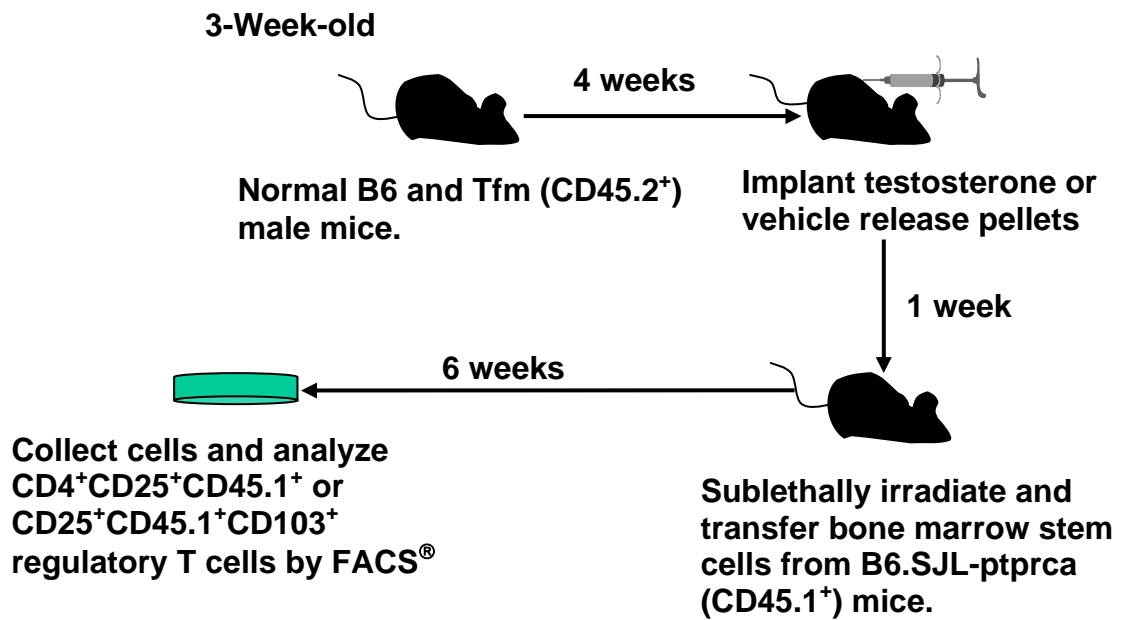 3-Week-old
4 weeks
Normal B6 and Tfm (CD45.2⁺)
male mice.
Implant testosterone or
vehicle release pellets
1 week
6 weeks
Collect cells and analyze
CD4⁺CD25⁺CD45.1⁺ or
CD25⁺CD45.1⁺CD103⁺
regulatory T cells by FACS®
Sublethally irradiate and
transfer bone marrow stem
cells from B6.SJL-ptprca
(CD45.1⁺) mice.